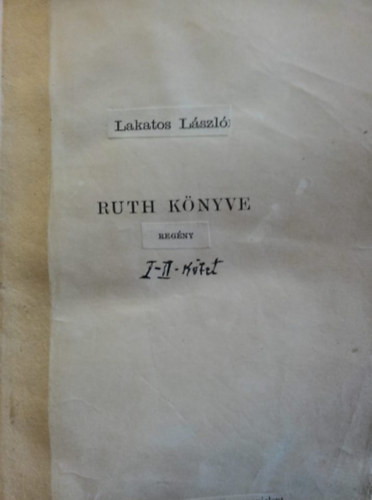 Lakatos László:
RUTH KÖNYVE
REGÉNY
I-II-kötet